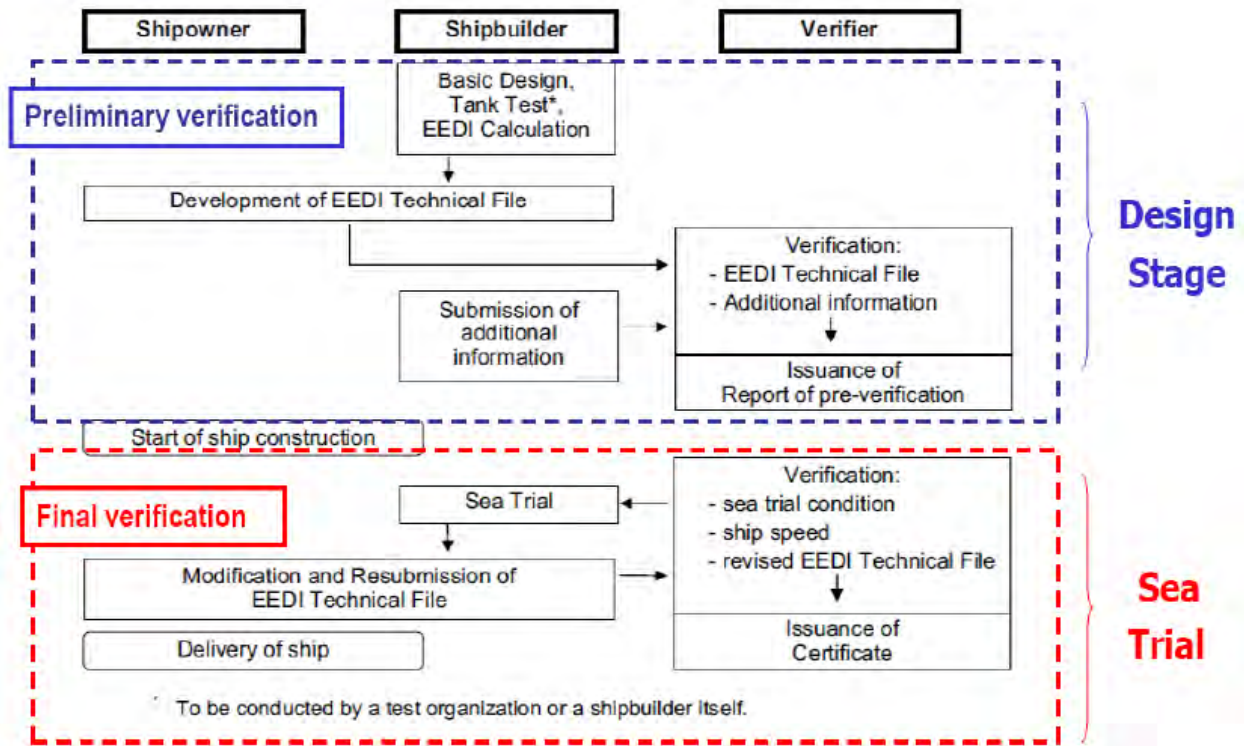 Shipowner
Shipbuilder
Verifier
Preliminary verification
Basic Design,
Tank Test*,
EEDI Calculation
Development of EEDI Technical File
Verification:
- EEDI Technical File
- Additional information
Submission of
additional
information
Issuance of
Report of pre-verification
Design
Stage
Start of ship construction
Final verification
Sea Trial
Verification:
- sea trial condition
- ship speed
- revised EEDI Technical File
Modification and Resubmission of
EEDI Technical File
Issuance of
Certificate
Delivery of ship
Sea
Trial
* To be conducted by a test organization or a shipbuilder itself.